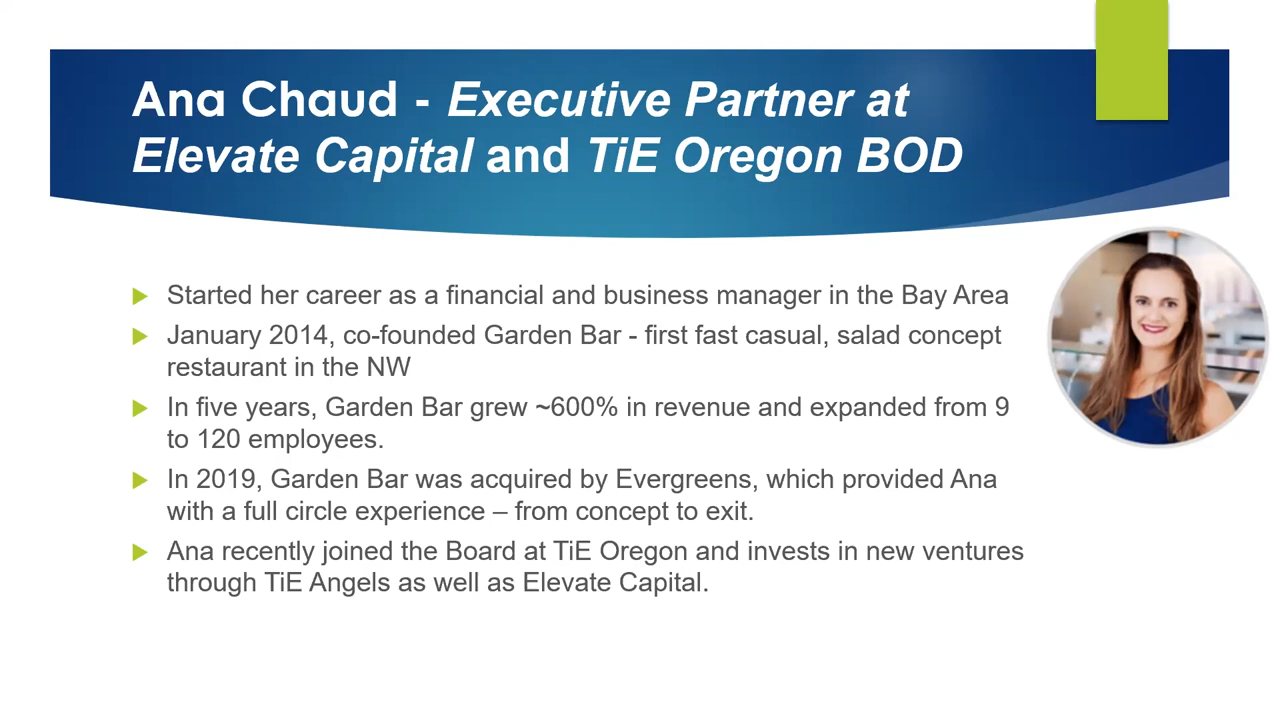 Ana Chaud - Executive Partner at
Elevate Capital and TiE Oregon BOD
Started her career as a financial and business manager in the Bay Area
January 2014, co-founded Garden Bar - first fast casual, salad concept
restaurant in the NW
In five years, Garden Bar grew ~600% in revenue and expanded from 9
to 120 employees.
In 2019, Garden Bar was acquired by Evergreens, which provided Ana
with a full circle experience – from concept to exit.
Ana recently joined the Board at TiE Oregon and invests in new ventures
through TiE Angels as well as Elevate Capital.